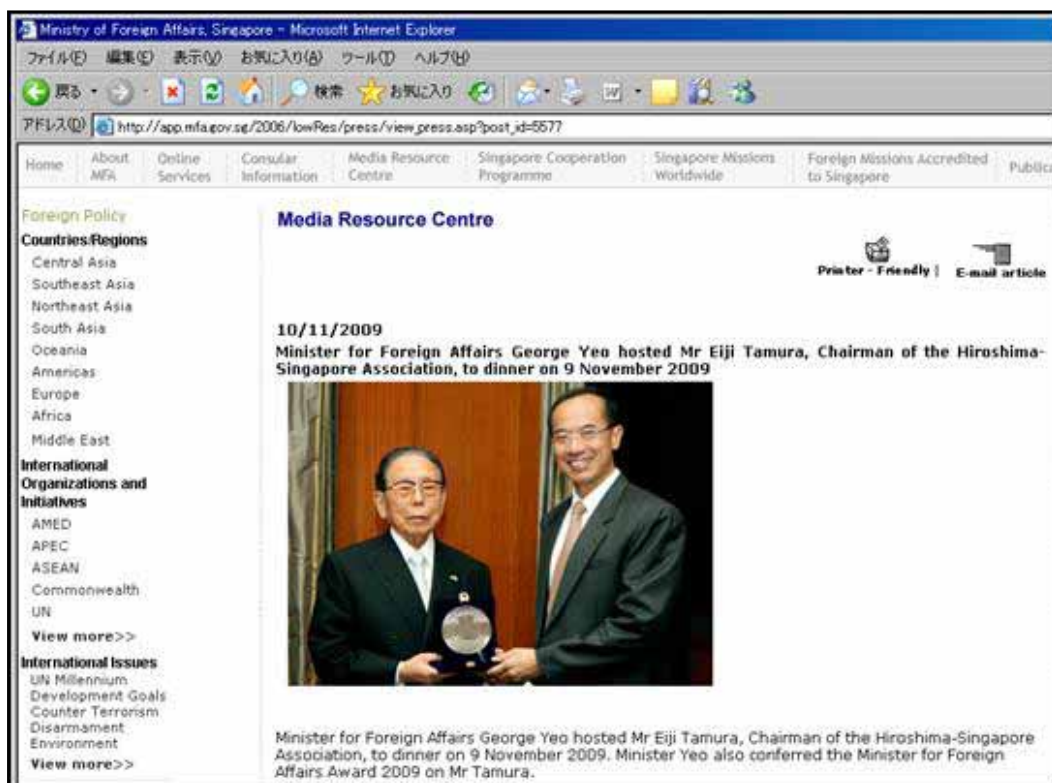 Ministry of Foreign Affairs, Singapore - Microsoft Internet Explorer
ファイル(F) 編集(E) 表示(V) お気に入り(A) ツール(T) ヘルプ(H)
戻る 検索 お気に入り
アドレス(D) http://app.mfa.gov.sg/2006/lowRes/press/view_press.asp?post_id=5577
Home About MFA Online Services Consular Information Media Resource Centre Singapore Cooperation Programme Singapore Missions Worldwide Foreign Missions Accredited to Singapore Publica
Foreign Policy
Countries/Regions
Central Asia
Southeast Asia
Northeast Asia
South Asia
Oceania
Americas
Europe
Africa
Middle East
International
Organizations and
Initiatives
AMED
APEC
ASEAN
Commonwealth
UN
View more>>
International Issues
UN Millennium
Development Goals
Counter Terrorism
Disarmament
Environment
View more>>
Media Resource Centre
Printer - Friendly | E-mail article
10/11/2009
Minister for Foreign Affairs George Yeo hosted Mr Eiji Tamura, Chairman of the Hiroshima-
Singapore Association, to dinner on 9 November 2009
Minister for Foreign Affairs George Yeo hosted Mr Eiji Tamura, Chairman of the Hiroshima-Singapore
Association, to dinner on 9 November 2009. Minister Yeo also conferred the Minister for Foreign
Affairs Award 2009 on Mr Tamura.